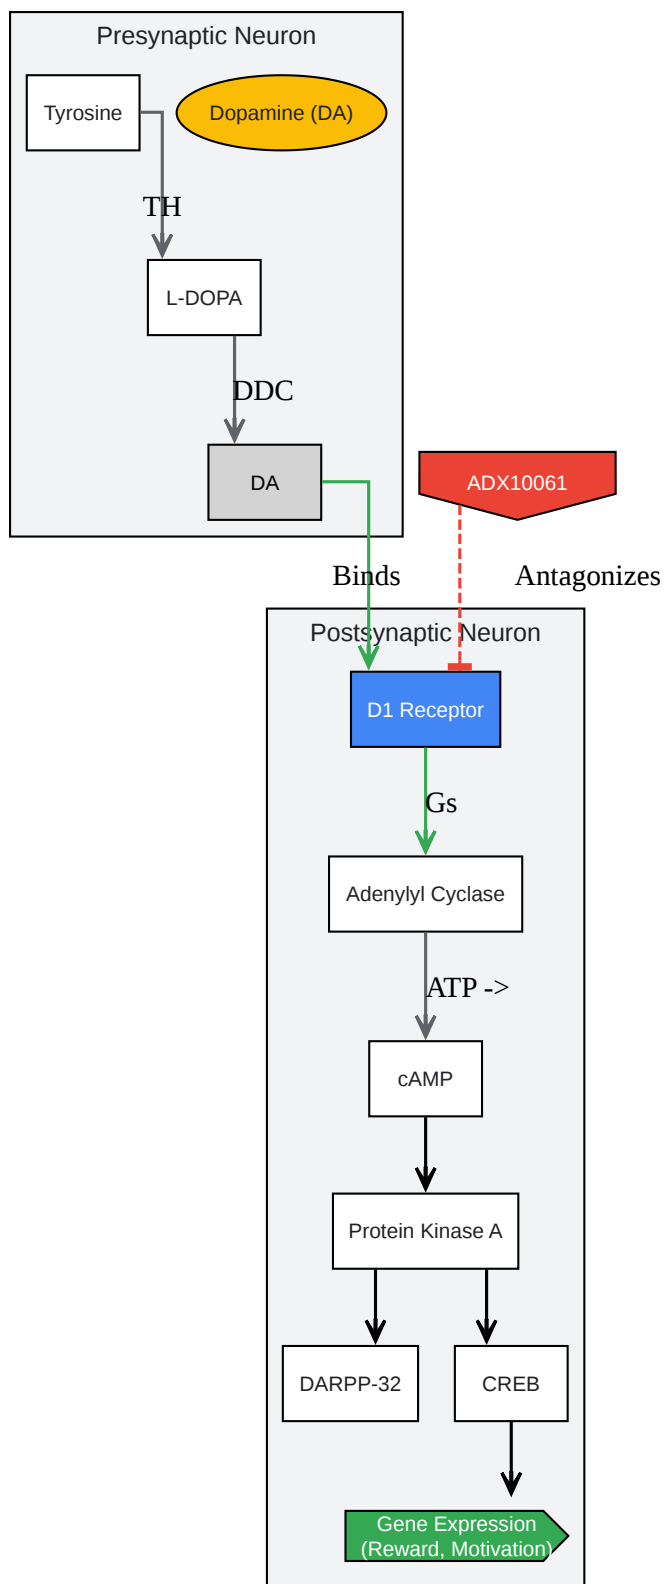 Presynaptic Neuron
Tyrosine
Dopamine (DA)
TH
L-DOPA
DDC
DA
ADX10061
Binds
Antagonizes
Postsynaptic Neuron
D1 Receptor
Gs
Adenylyl Cyclase
ATP ->
cAMP
Protein Kinase A
DARPP-32
CREB
Gene Expression
(Reward, Motivation)